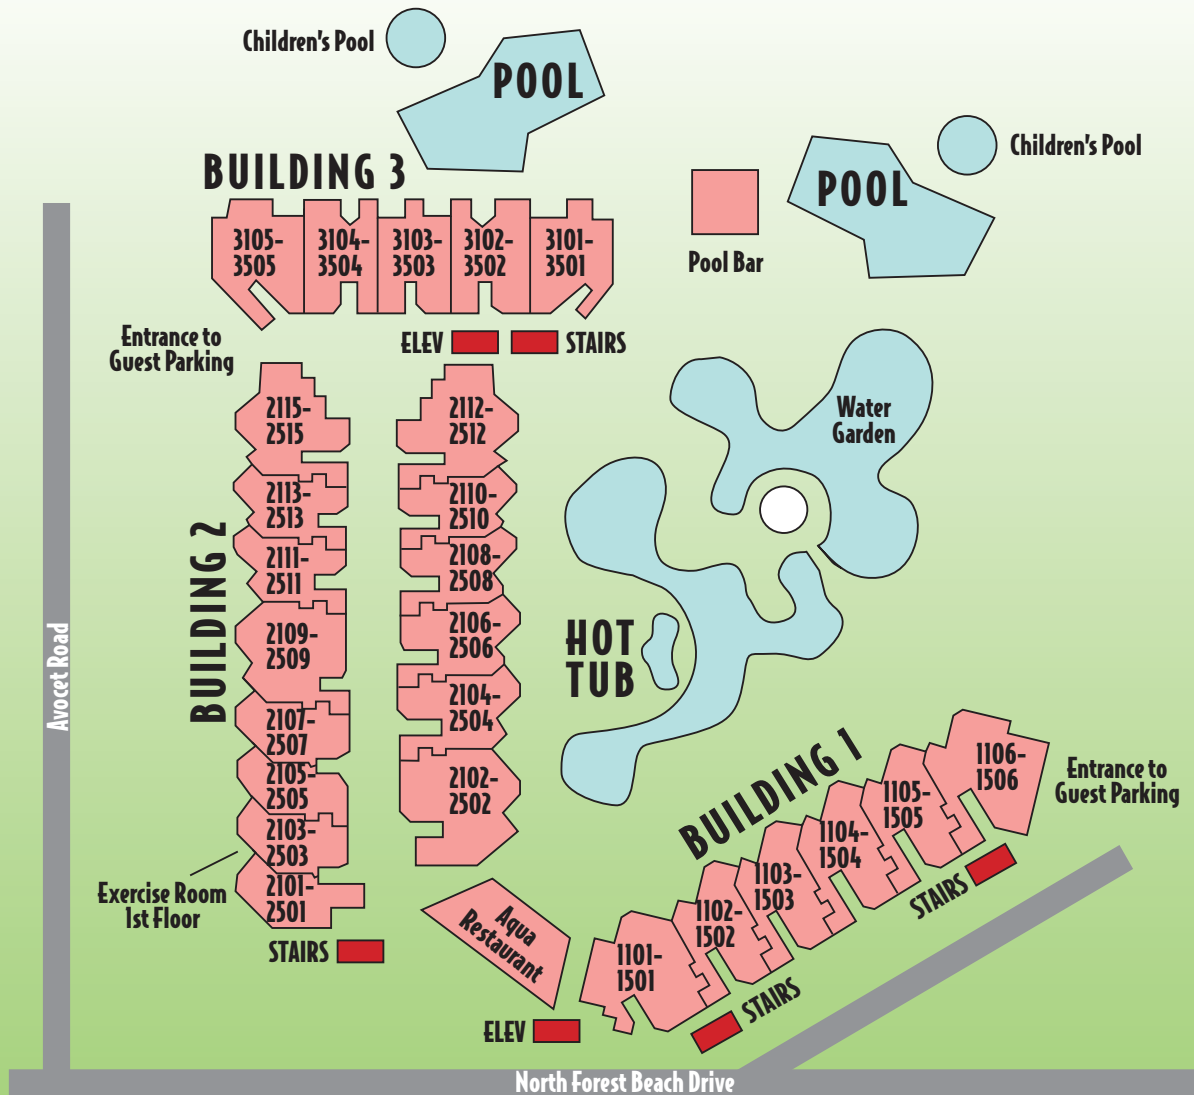 Children's Pool
POOL
Children's Pool
POOL
BUILDING 3
Pool Bar
3105-
3505
3104-
3504
3103-
3503
3102-
3502
3101-
3501
Entrance to
Guest Parking
ELEV
STAIRS
2115-
2515
2112-
2512
Water
Garden
2113-
2513
2110-
2510
BUILDING 2
2111-
2511
2108-
2508
2109-
2509
2106-
2506
HOT
TUB
Avocet Road
2107-
2507
2104-
2504
2105-
2505
2102-
2502
2103-
2503
Exercise Room
1st Floor
2101-
2501
STAIRS
BUILDING 1
1106-
1506
Entrance to
Guest Parking
1105-
1505
1104-
1504
1103-
1503
1102-
1502
1101-
1501
STAIRS
Aqua
Restaurant
STAIRS
ELEV
North Forest Beach Drive